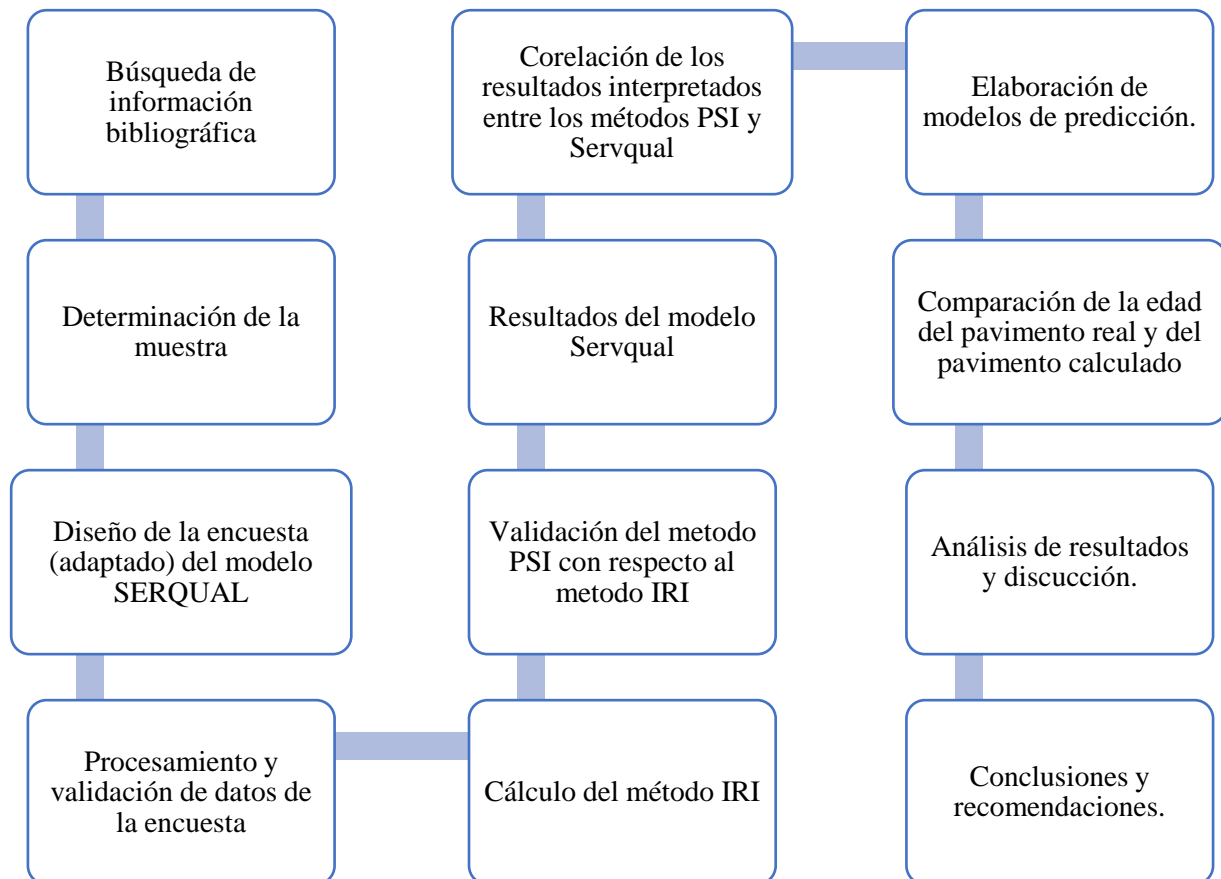 Búsqueda de
información
bibliográfica
Determinación de la
muestra
Diseño de la encuesta
(adaptado) del modelo
SERQUAL
Procesamiento y
validación de datos de
la encuesta
Cálculo del método IRI
Validación del metodo
PSI con respecto al
metodo IRI
Resultados del modelo
Servqual
Corelación de los
resultados interpretados
entre los métodos PSI y
Servqual
Elaboración de
modelos de predicción.
Comparación de la edad
del pavimento real y del
pavimento calculado
Análisis de resultados
y discucción.
Conclusiones y
recomendaciones.